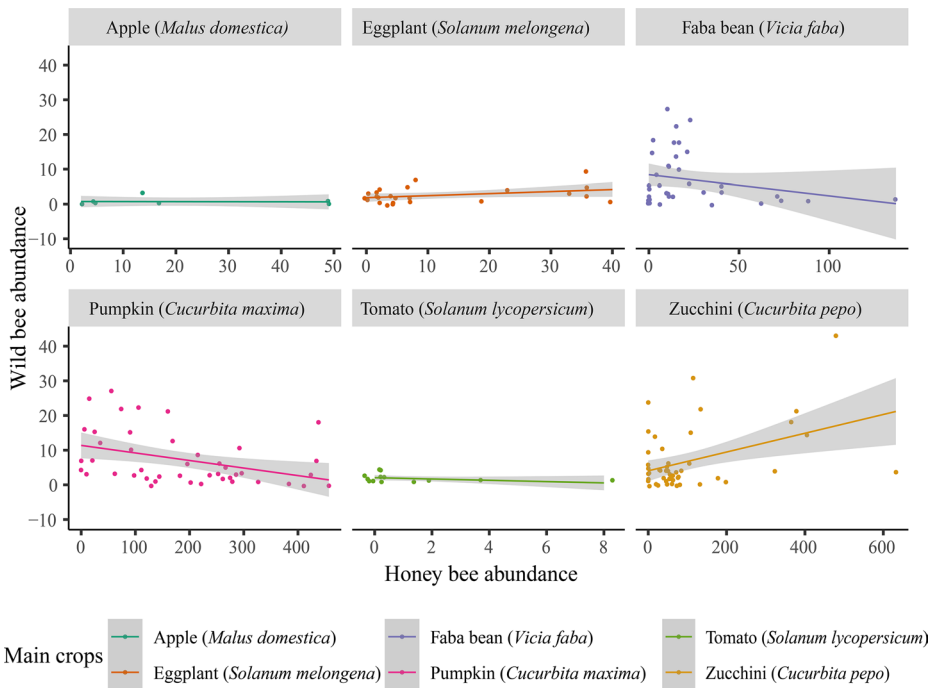 Apple (Malus domestica)
Eggplant (Solanum melongena)
Faba bean (Vicia faba)
40
30
20
10
0
−10
0 10 20 30 40 50
0 10 20 30 40
0 50 100
Wild bee abundance
Pumpkin (Cucurbita maxima)
Tomato (Solanum lycopersicum)
Zucchini (Cucurbita pepo)
40
30
20
10
0
−10
0 100 200 300 400
0 2 4 6 8
0 200 400 600
Honey bee abundance
Main crops
Apple (Malus domestica)
Eggplant (Solanum melongena)
Faba bean (Vicia faba)
Pumpkin (Cucurbita maxima)
Tomato (Solanum lycopersicum)
Zucchini (Cucurbita pepo)